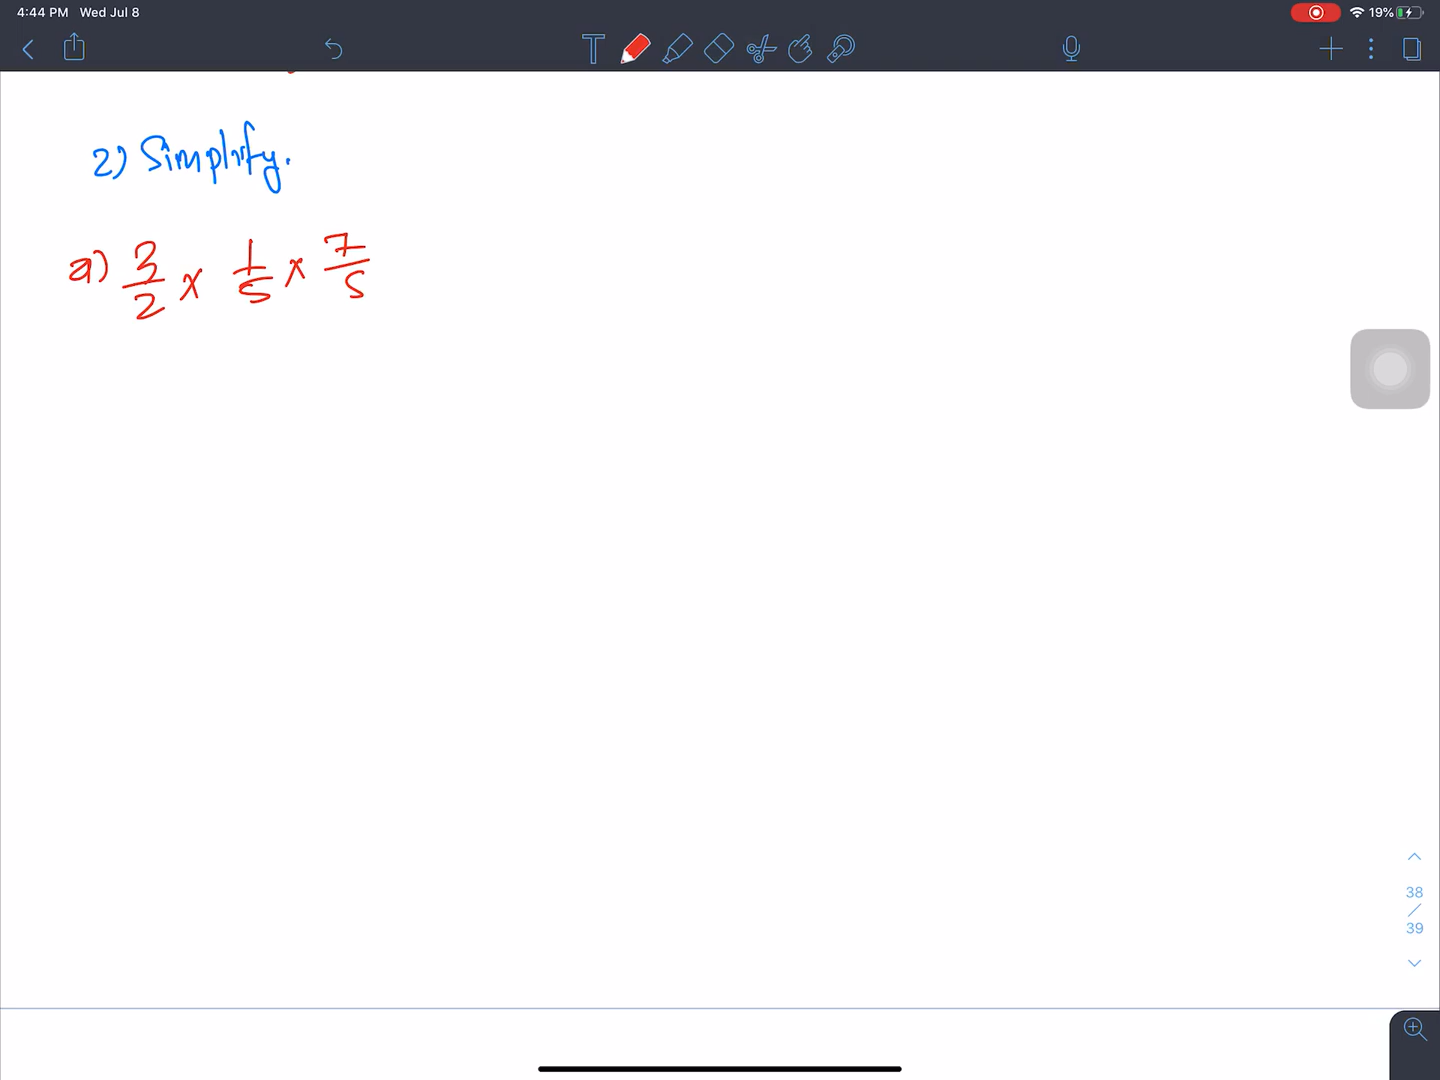 4:44 PM Wed Jul 8
19%
T
2) Simplify.
a) 3/2 x 1/5 x 7/5
38
39